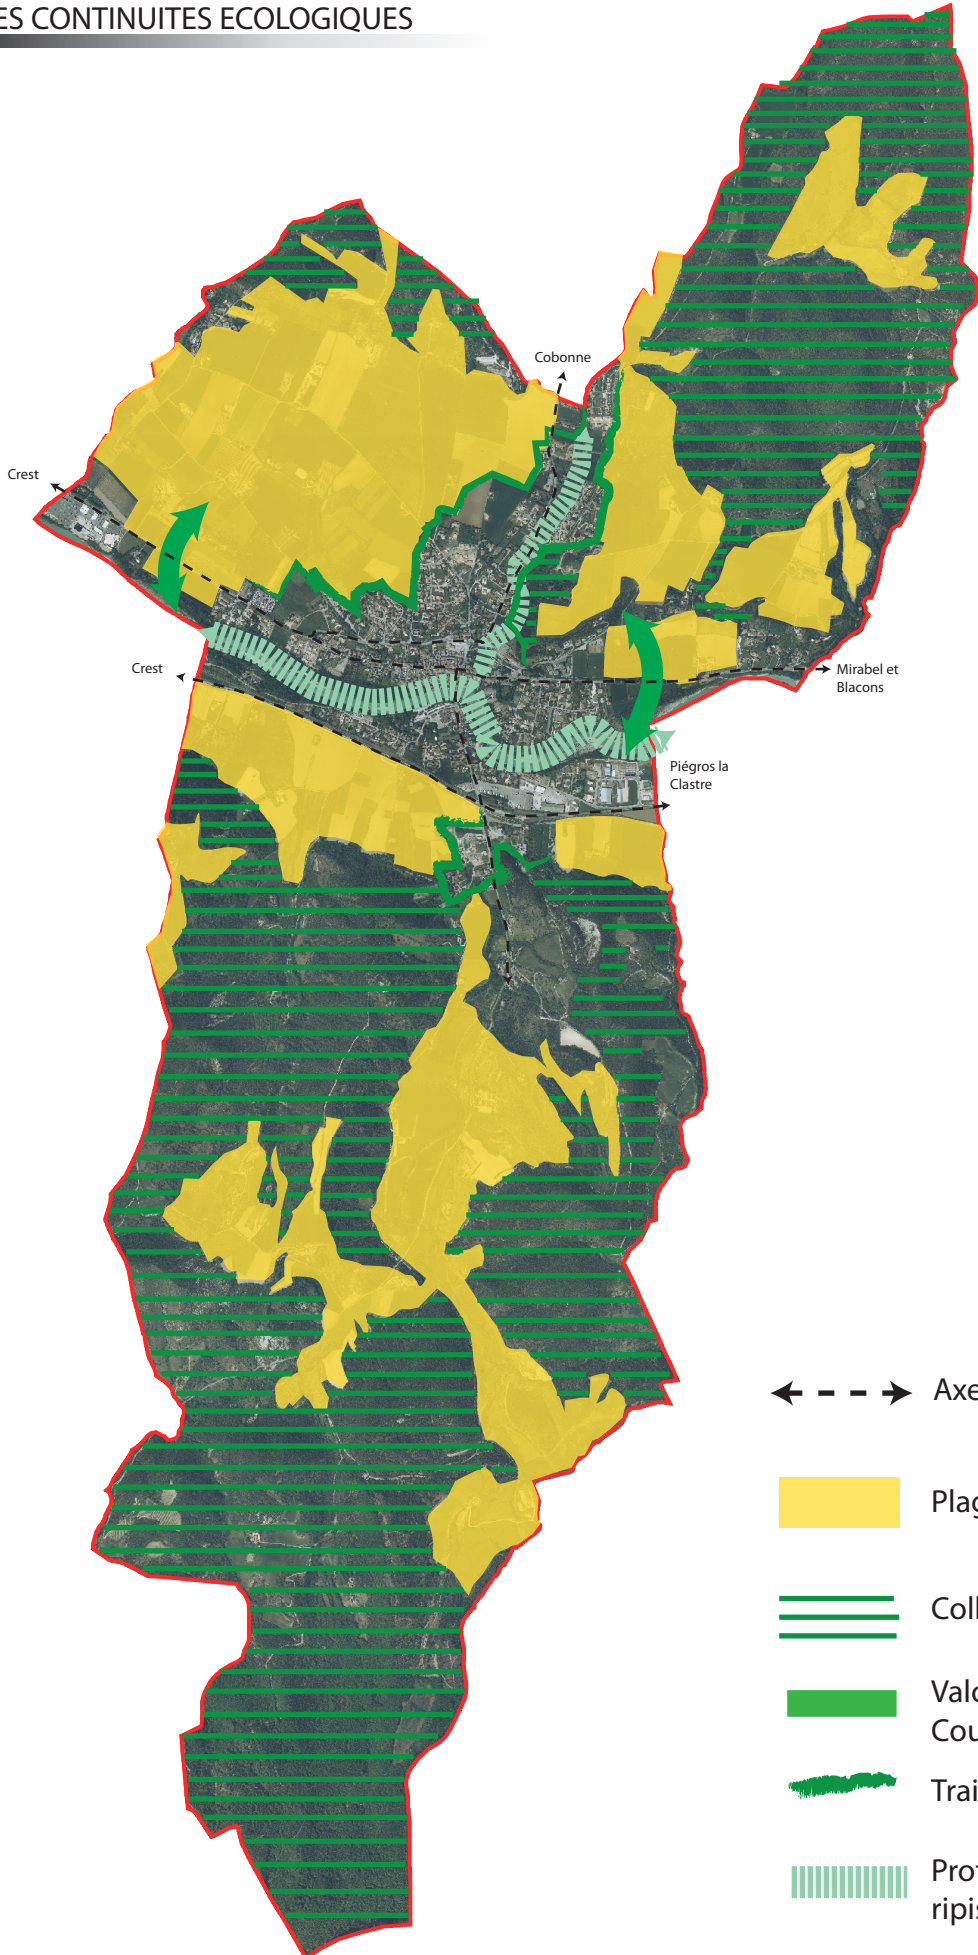 ES CONTINUITES ECOLOGIQUES
Cobonne
Crest
Crest
Mirabel et
Blacons
Piégros la
Clastre
Axe
Plag
Coll
Valo
Cou
Trai
Prot
ripis